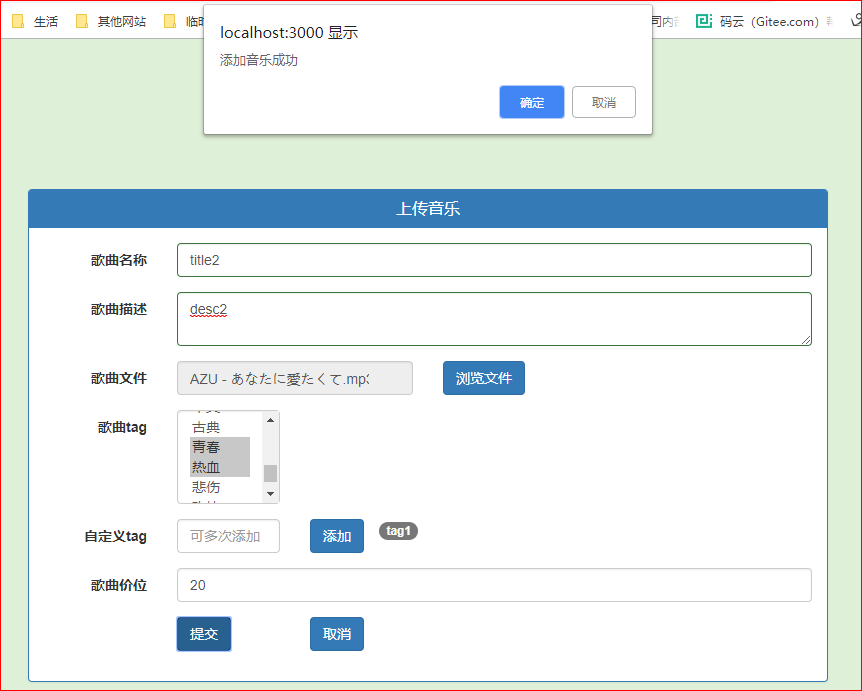 生活 其他网站 临时
localhost:3000 显示
添加音乐成功
确定 取消
司内
码云（Gitee.com）
上传音乐
歌曲名称 title2
歌曲描述 desc2
歌曲文件 AZU - あなたに愛たくて.mp3 浏览文件
歌曲tag
古典
青春
热血
悲伤
自定义tag 可多次添加 添加 tag1
歌曲价位 20
提交 取消